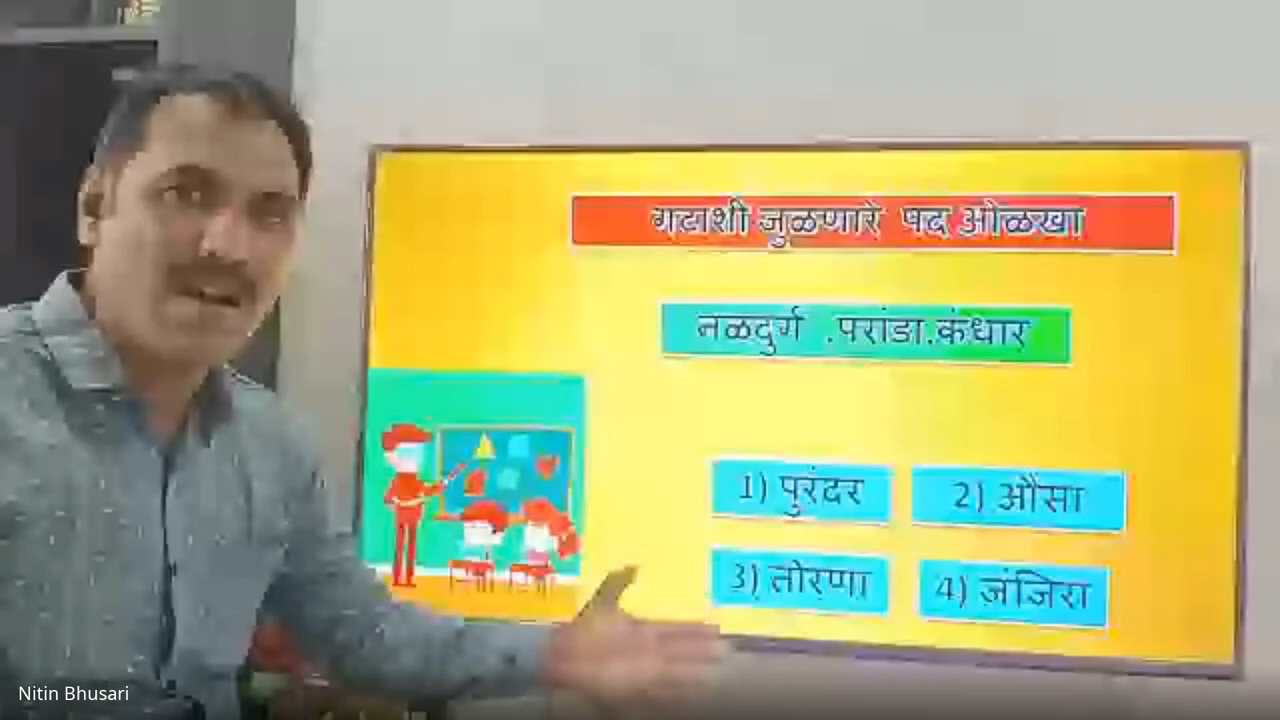 गटाशी जुळणारे पद ओळखा
नळदुर्ग .परांडा.कंधार
1) पुरंदर
2) औसा
3) तोरणा
4) जंजिरा
Nitin Bhusari